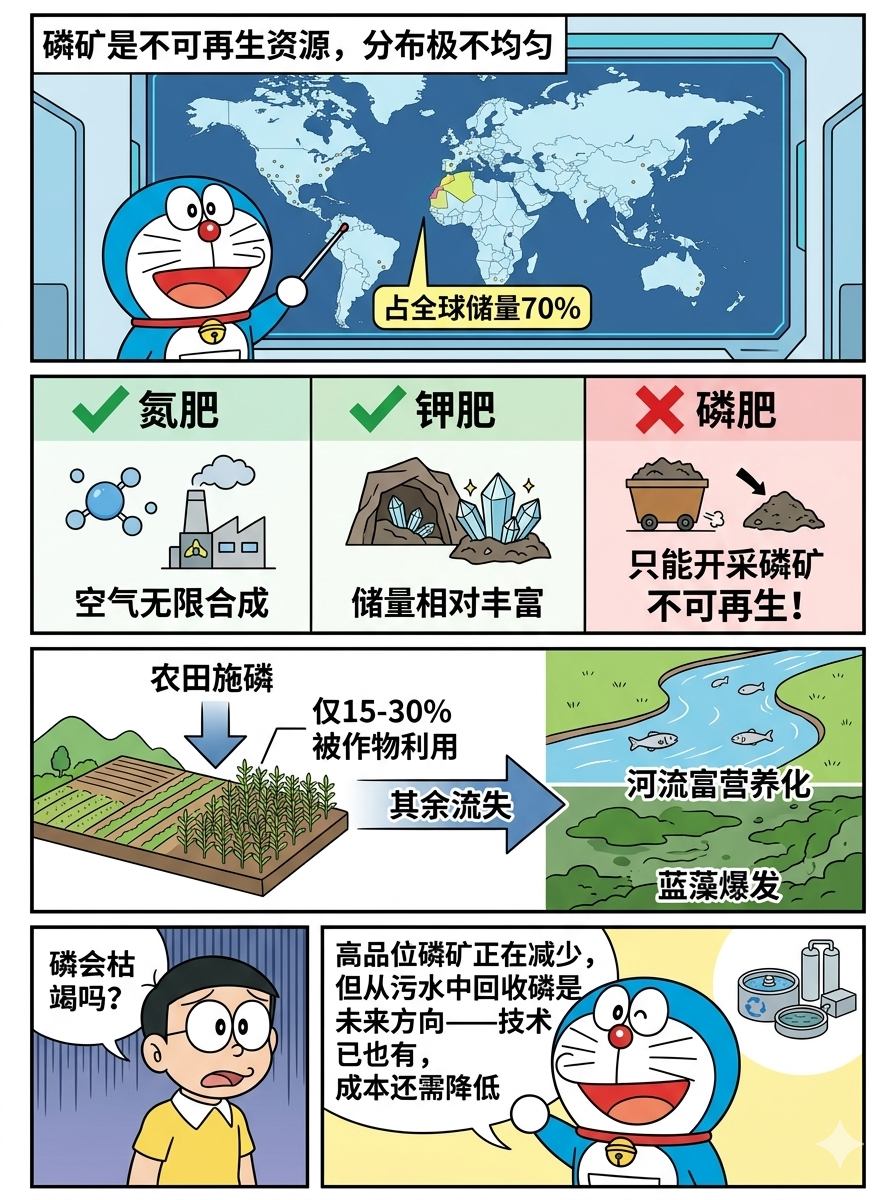 磷矿是不可再生资源，分布极不均匀
占全球储量70%
氮肥
空气无限合成
钾肥
储量相对丰富
磷肥
只能开采磷矿
不可再生！
农田施磷
仅15-30%
被作物利用
其余流失
河流富营养化
蓝藻爆发
磷会枯
竭吗？
高品位磷矿正在减少，
但从污水中回收磷是
未来方向——技术
已也有，
成本还需降低